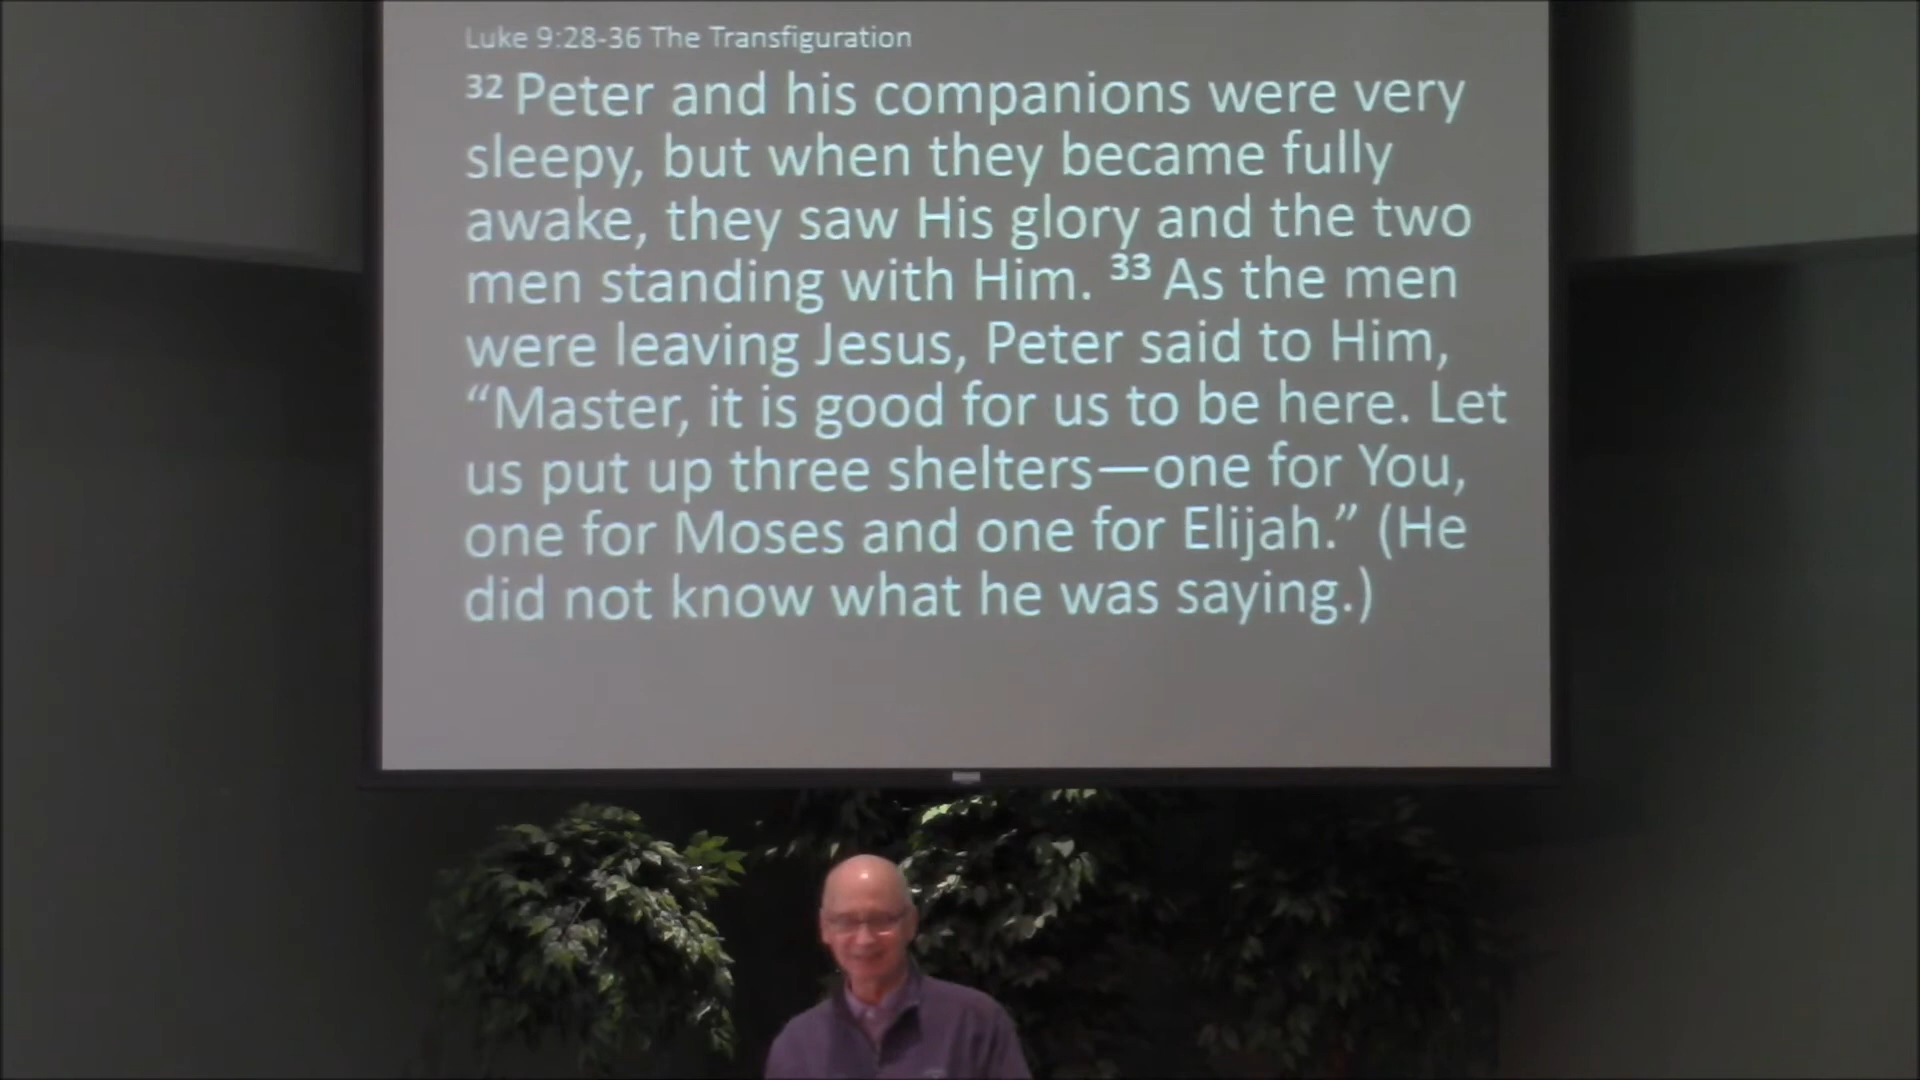 Luke 9:28-36 The Transfiguration
32 Peter and his companions were very
sleepy, but when they became fully
awake, they saw His glory and the two
men standing with Him. 33 As the men
were leaving Jesus, Peter said to Him,
“Master, it is good for us to be here. Let
us put up three shelters—one for You,
one for Moses and one for Elijah.” (He
did not know what he was saying.)